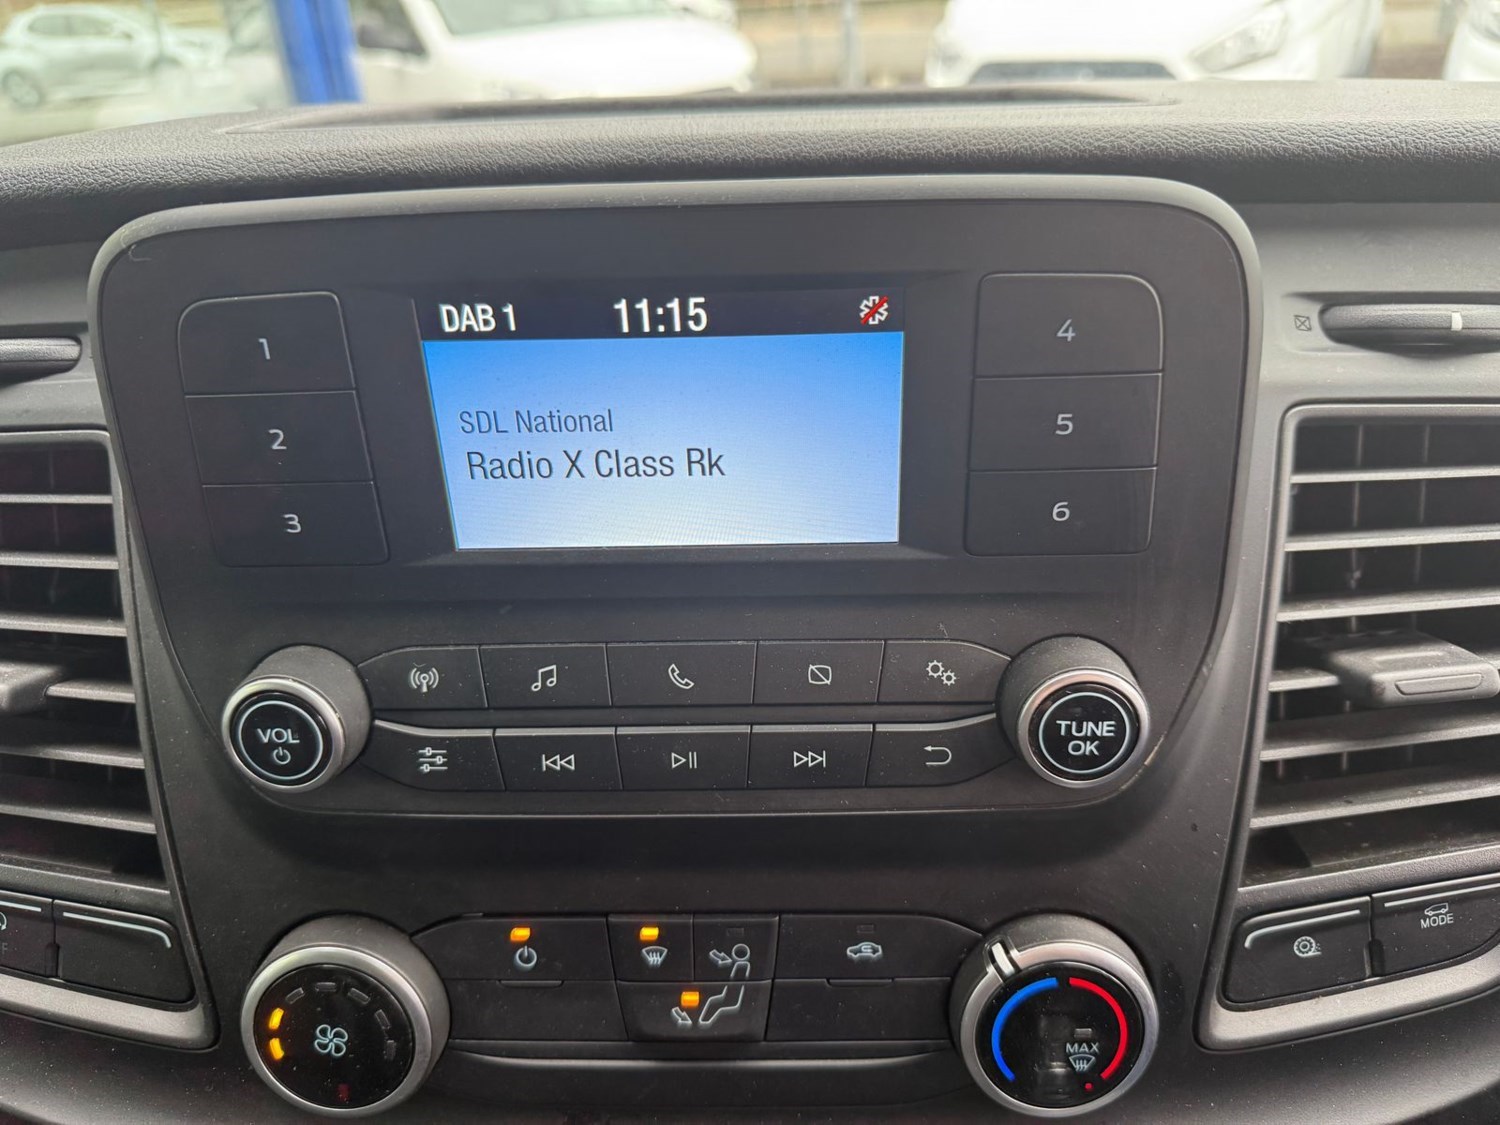 DAB 1 11:15
SDL National
Radio X Class Rk
1
2
3
4
5
6
VOL
TUNE
OK
MODE
MAX